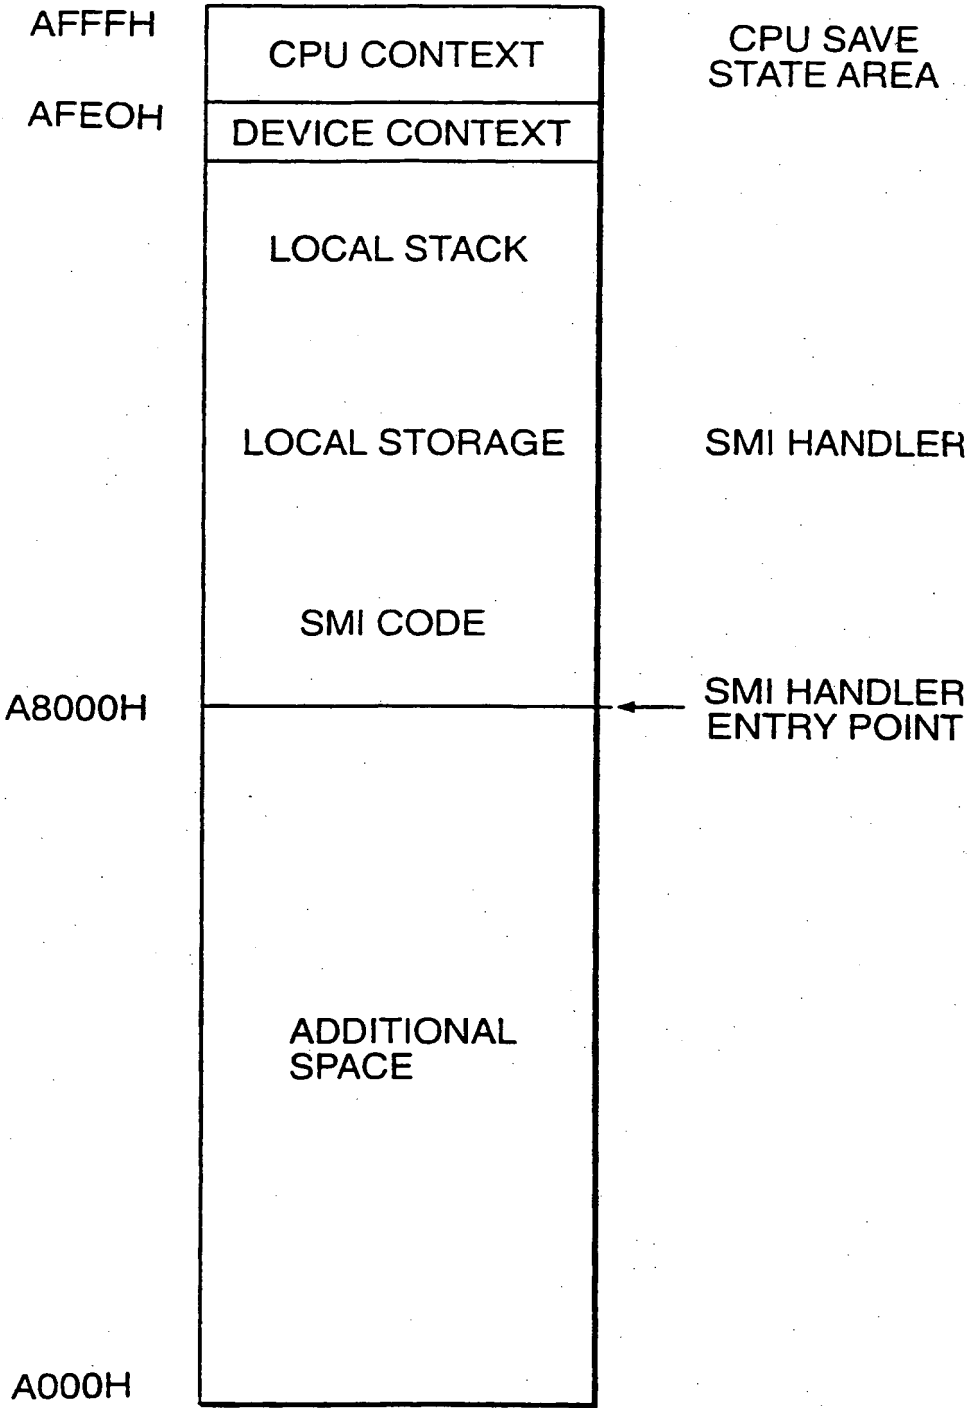 AFFFH
CPU CONTEXT
CPU SAVE
STATE AREA
AFEOH
DEVICE CONTEXT
LOCAL STACK
LOCAL STORAGE
SMI HANDLER
SMI CODE
A8000H
SMI HANDLER
ENTRY POINT
ADDITIONAL
SPACE
A000H